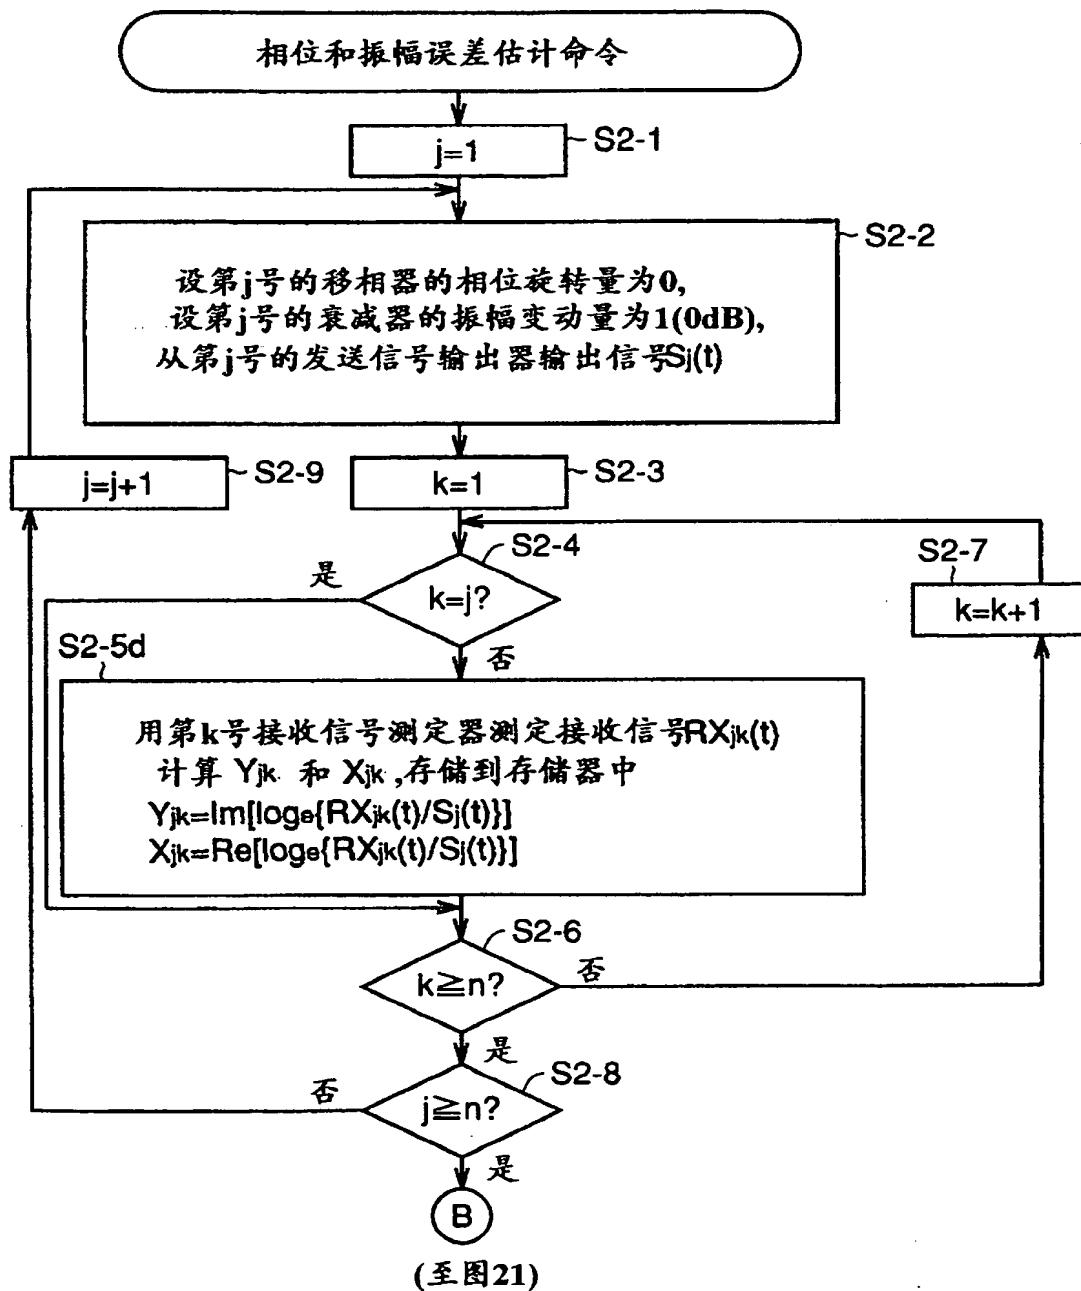 相位和振幅误差估计命令
j=1
S2-1
S2-2
设第j号的移相器的相位旋转量为0,
设第j号的衰减器的振幅变动量为1(0dB),
从第j号的发送信号输出器输出信号Sj(t)
j=j+1
S2-9
k=1
S2-3
S2-4
是
k=j?
否
S2-7
k=k+1
S2-5d
用第k号接收信号测定器测定接收信号RXjk(t)
计算 Yjk 和 Xjk ,存储到存储器中
Yjk=Im[loge{RXjk(t)/Sj(t)}]
Xjk=Re[loge{RXjk(t)/Sj(t)}]
S2-6
k≧n?
否
是
S2-8
否
j≧n?
是
B
(至图21)